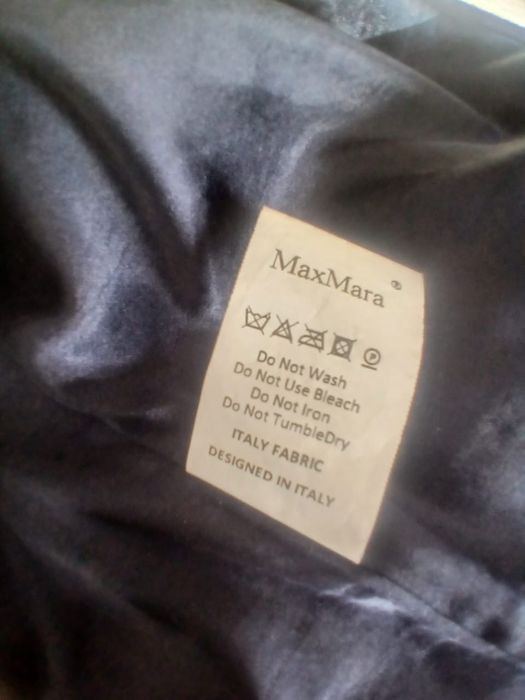 MaxMara ®
Ⓟ
Do Not Wash
Do Not Use Bleach
Do Not Iron
Do Not TumbleDry
ITALY FABRIC
DESIGNED IN ITALY